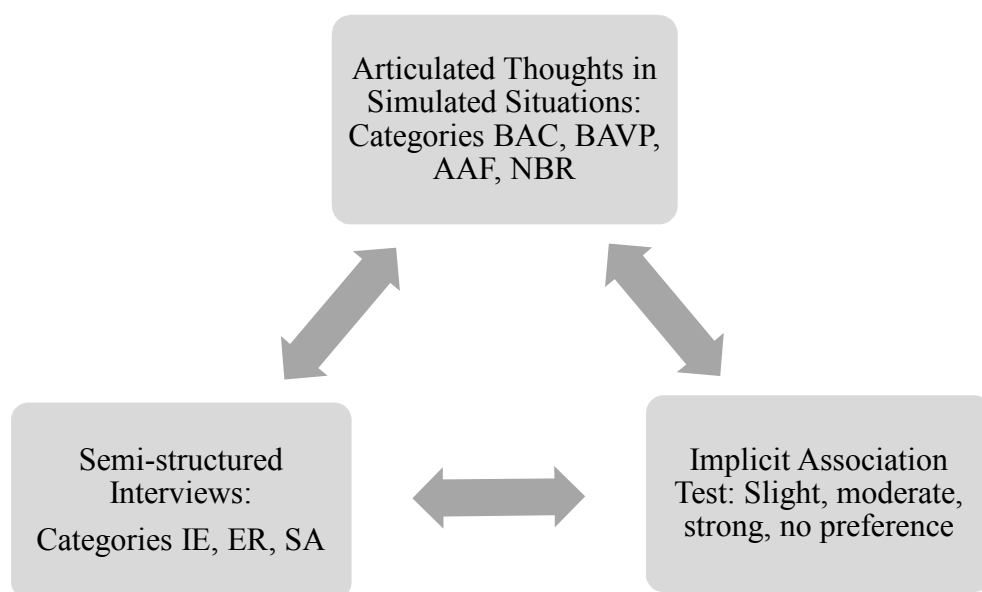 Articulated Thoughts in
Simulated Situations:
Categories BAC, BAVP,
AAF, NBR
Semi-structured
Interviews:
Categories IE, ER, SA
Implicit Association
Test: Slight, moderate,
strong, no preference